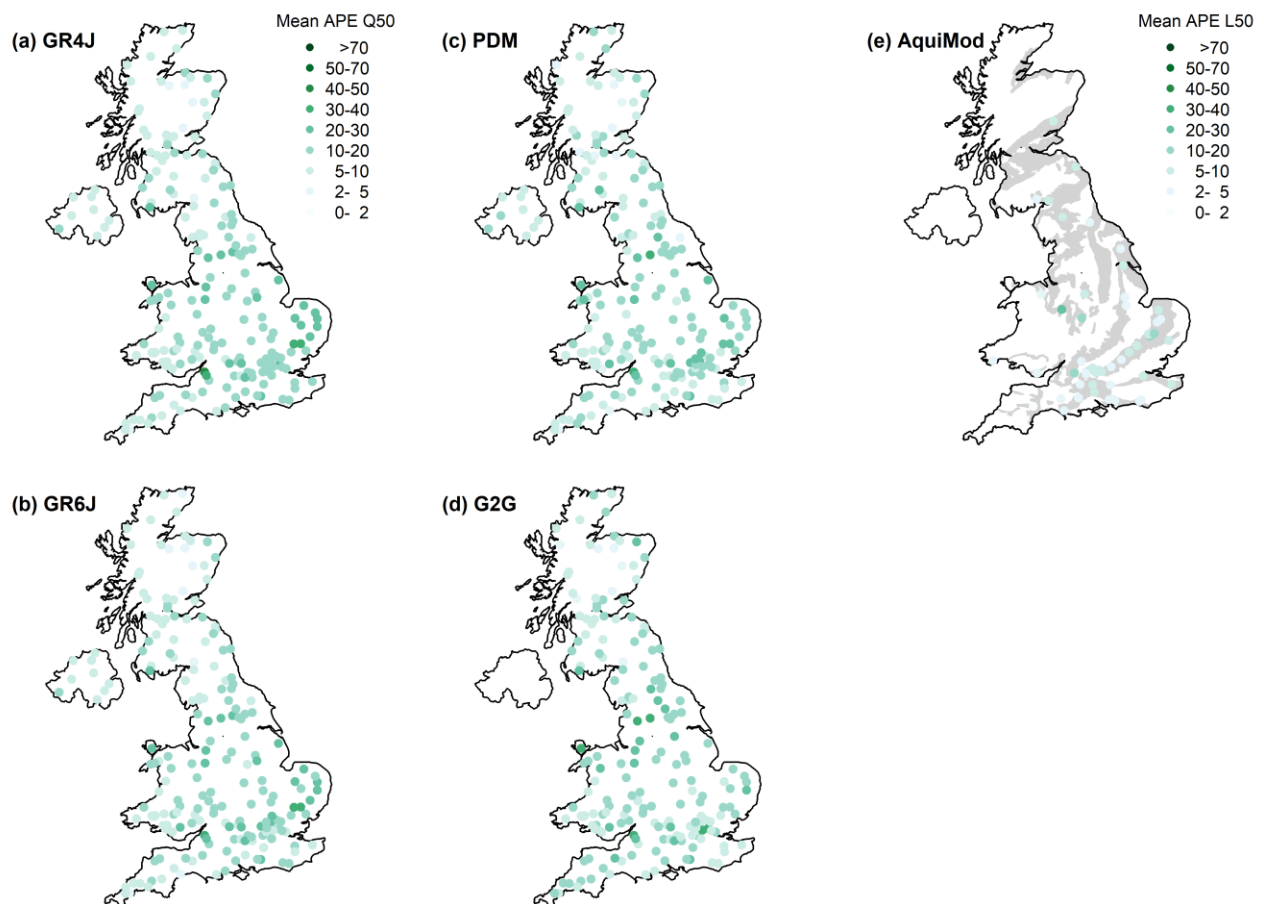 (a) GR4J
Mean APE Q50
>70
50-70
40-50
30-40
20-30
10-20
5-10
2- 5
0- 2
(c) PDM
(e) AquiMod
Mean APE L50
>70
50-70
40-50
30-40
20-30
10-20
5-10
2- 5
0- 2
(b) GR6J
(d) G2G